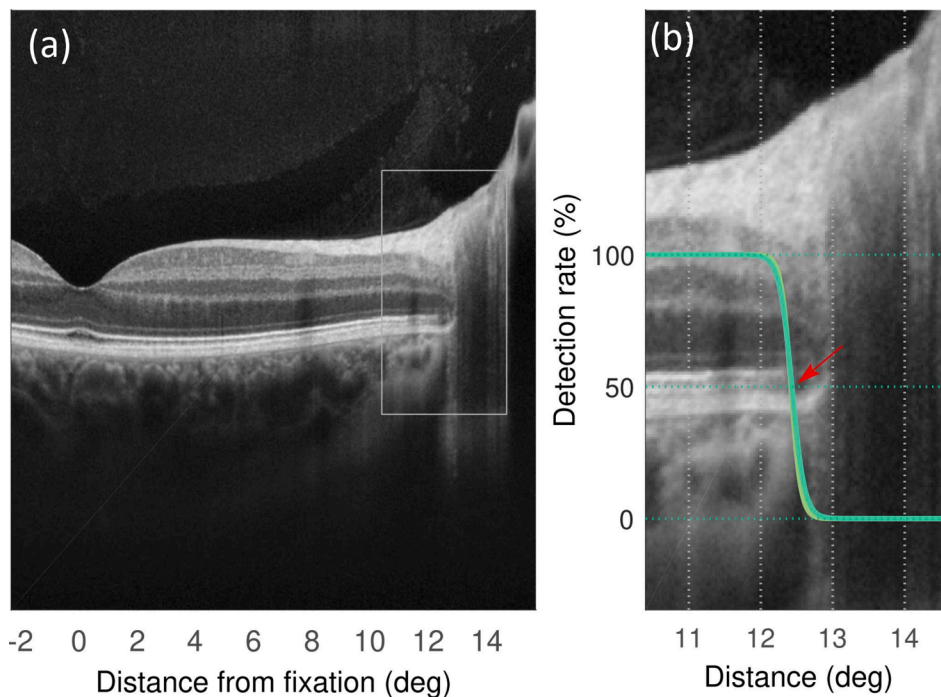 (a)
-2 0 2 4 6 8 10 12 14
Distance from fixation (deg)
(b)
Detection rate (%)
100
50
0
11 12 13 14
Distance (deg)